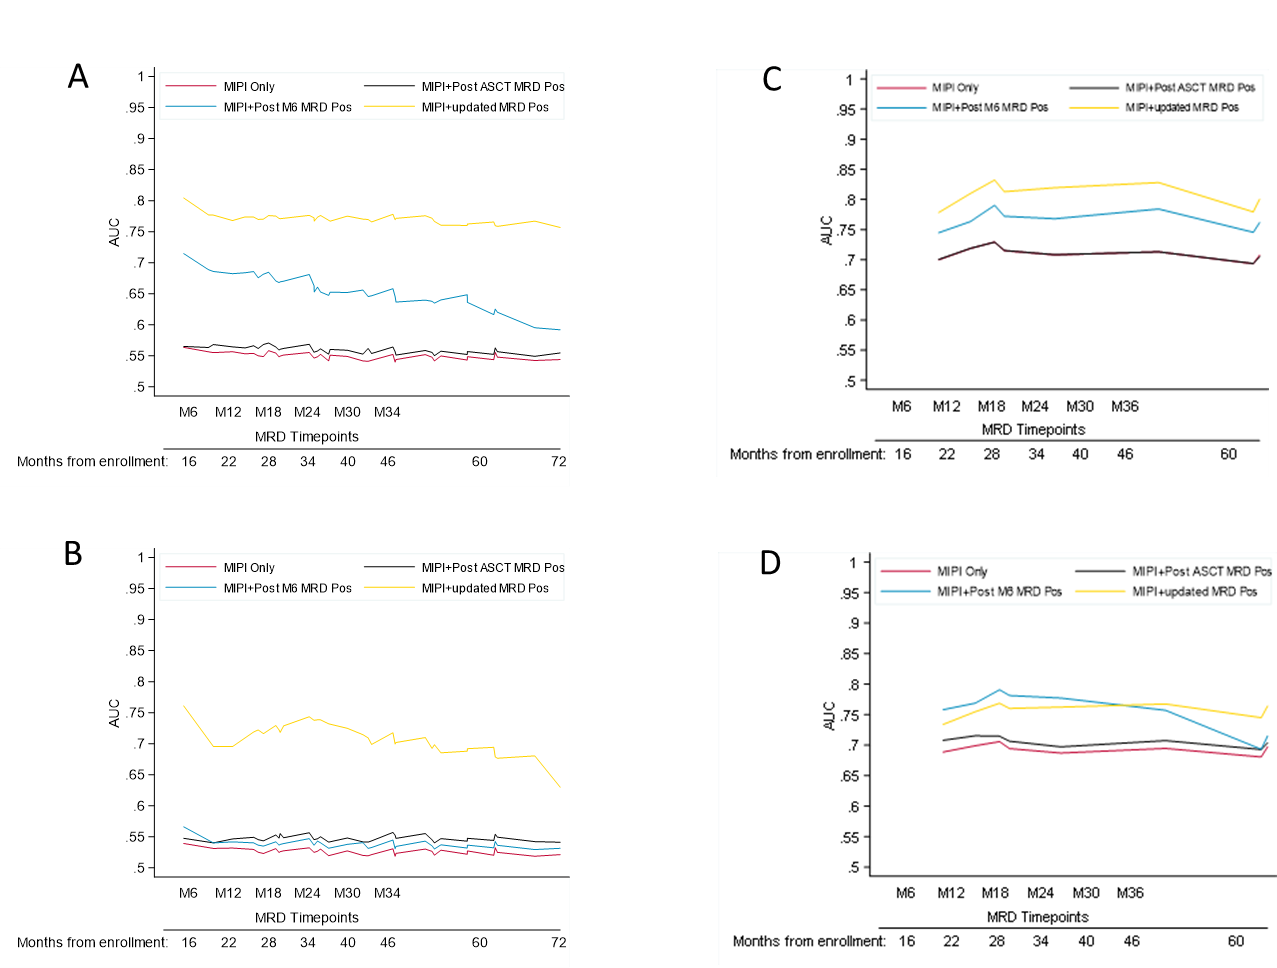 A
1
.95
.9
.85
.8
.75
.7
.65
.6
.55
.5
AUC
MIPI Only
MIPI+Post ASCT MRD Pos
MIPI+Post M6 MRD Pos
MIPI+updated MRD Pos
M6 M12 M18 M24 M30 M34
MRD Timepoints
Months from enrollment: 16 22 28 34 40 46 60 72
C
1
.95
.9
.85
.8
.75
.7
.65
.6
.55
.5
AUC
MIPI Only
MIPI+Post ASCT MRD Pos
MIPI+Post M6 MRD Pos
MIPI+updated MRD Pos
M6 M12 M18 M24 M30 M36
MRD Timepoints
Months from enrollment: 16 22 28 34 40 46 60
B
1
.95
.9
.85
.8
.75
.7
.65
.6
.55
.5
AUC
MIPI Only
MIPI+Post ASCT MRD Pos
MIPI+Post M6 MRD Pos
MIPI+updated MRD Pos
M6 M12 M18 M24 M30 M34
MRD Timepoints
Months from enrollment: 16 22 28 34 40 46 60 72
D
1
.95
.9
.85
.8
.75
.7
.65
.6
.55
.5
AUC
MIPI Only
MIPI+Post ASCT MRD Pos
MIPI+Post M6 MRD Pos
MIPI+updated MRD Pos
M6 M12 M18 M24 M30 M36
MRD Timepoints
Months from enrollment: 16 22 28 34 40 46 60